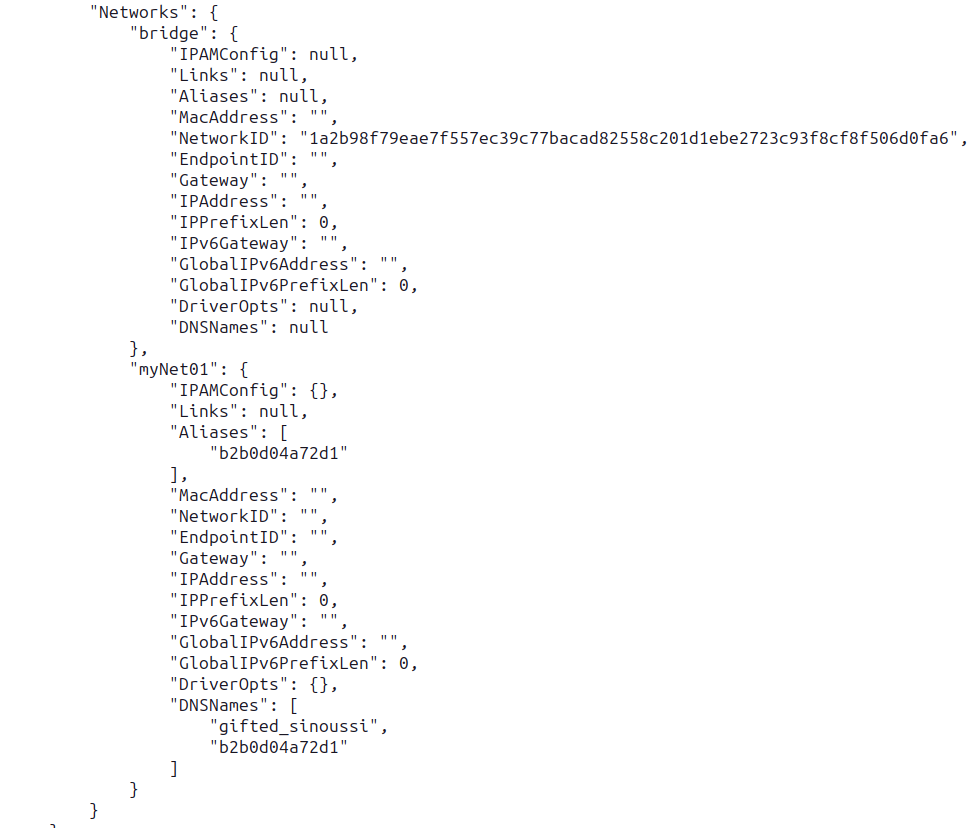 "Networks": {
"bridge": {
"IPAMConfig": null,
"Links": null,
"Aliases": null,
"MacAddress": "",
"NetworkID": "1a2b98f79eae7f557ec39c77bacad82558c201d1ebe2723c93f8cf8f506d0fa6",
"EndpointID": "",
"Gateway": "",
"IPAddress": "",
"IPPrefixLen": 0,
"IPv6Gateway": "",
"GlobalIPv6Address": "",
"GlobalIPv6PrefixLen": 0,
"DriverOpts": null,
"DNSNames": null
},
"myNet01": {
"IPAMConfig": {},
"Links": null,
"Aliases": [
"b2b0d04a72d1"
],
"MacAddress": "",
"NetworkID": "",
"EndpointID": "",
"Gateway": "",
"IPAddress": "",
"IPPrefixLen": 0,
"IPv6Gateway": "",
"GlobalIPv6Address": "",
"GlobalIPv6PrefixLen": 0,
"DriverOpts": {},
"DNSNames": [
"gifted_sinoussi",
"b2b0d04a72d1"
]
}
}